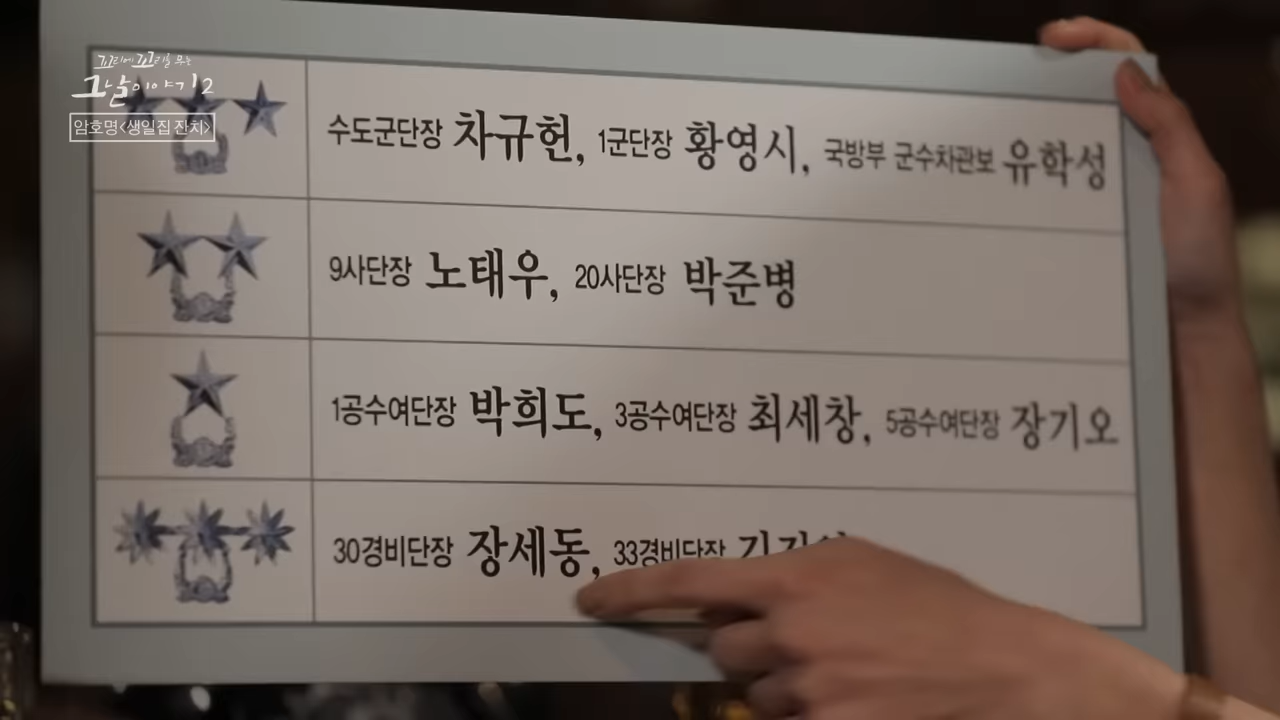 꼬리에 꼬리를 무는
그날 이야기 2
암호명<생일집 잔치>
수도군단장 차규헌, 1군단장 황영시, 국방부 군수차관보 유학성
9사단장 노태우, 20사단장 박준병
1공수여단장 박희도, 3공수여단장 최세창, 5공수여단장 장기오
30경비단장 장세동, 33경비단장